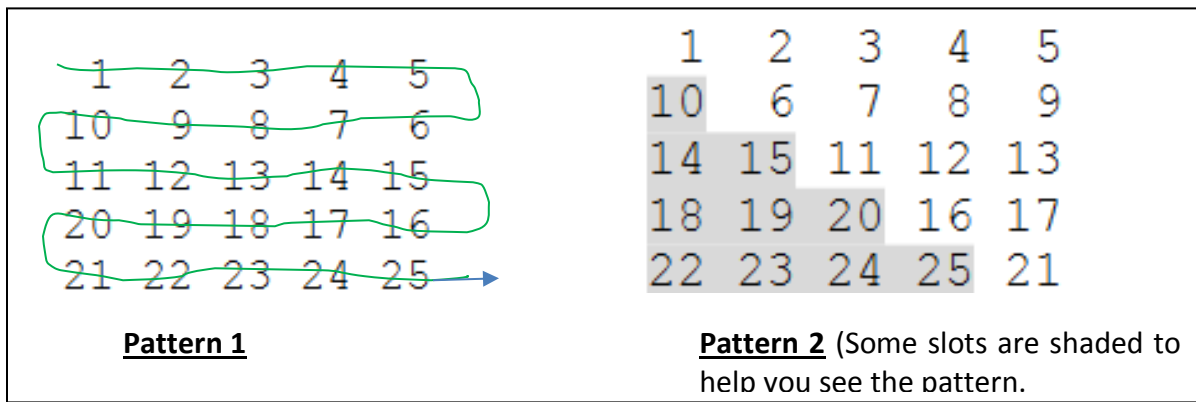 1 2 3 4 5
10 9 8 7 6
11 12 13 14 15
20 19 18 17 16
21 22 23 24 25
Pattern 1
1 2 3 4 5
10 6 7 8 9
14 15 11 12 13
18 19 20 16 17
22 23 24 25 21
Pattern 2 (Some slots are shaded to
help you see the pattern.